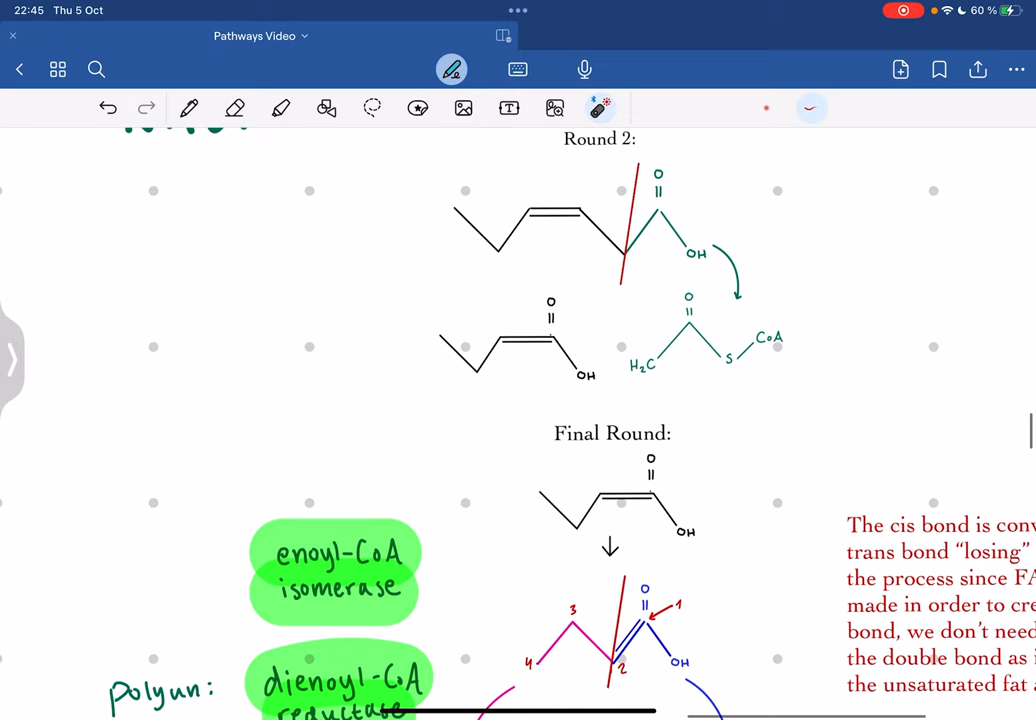 22:45 Thu 5 Oct
60 %
Pathways Video
T
Round 2:
O
OH
O
OH
O
H₂C
S
CoA
Final Round:
O
OH
enoyl-CoA
isomerase
O
1
3
4
2
OH
Polyun:
dienoyl-CoA
reductase
The cis bond is conv
trans bond “losing”
the process since FA
made in order to cre
bond, we don’t need
the double bond as i
the unsaturated fat a